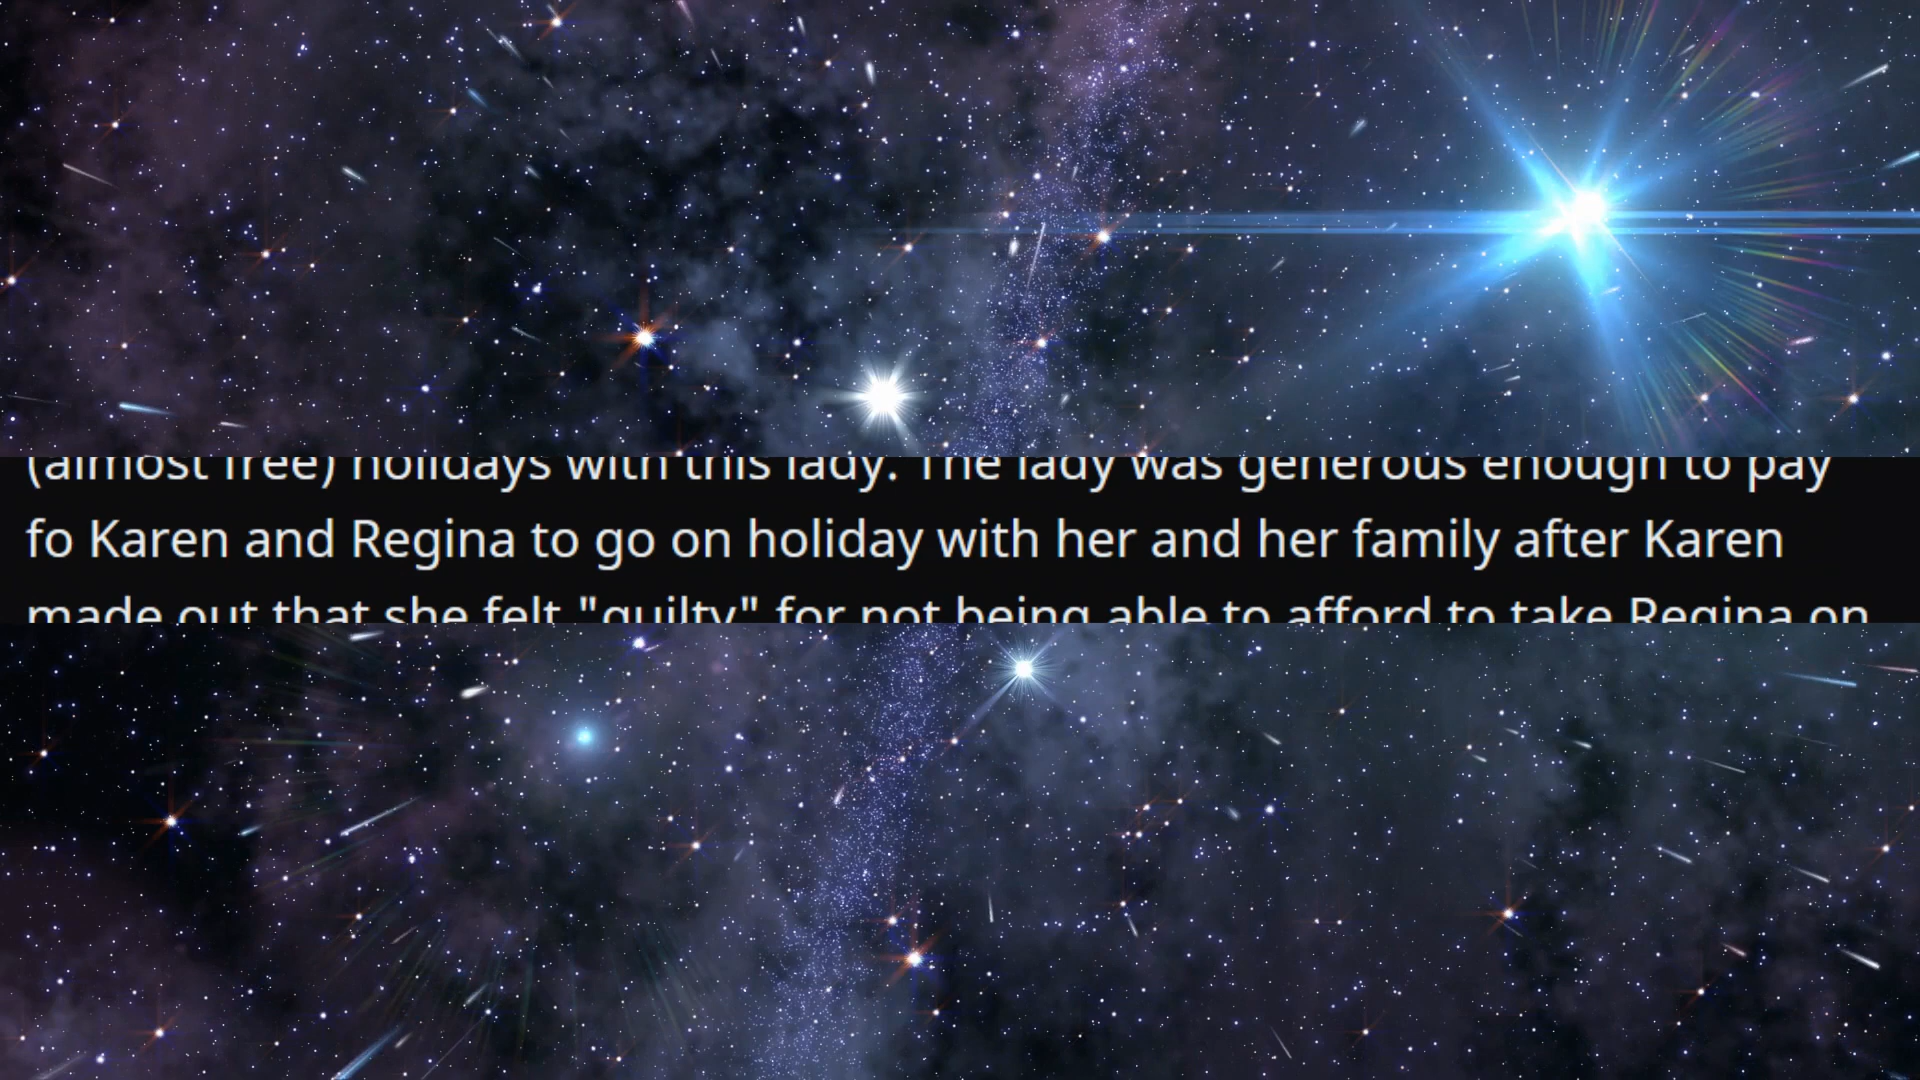 (almost free) holidays with this lady. The lady was generous enough to pay
fo Karen and Regina to go on holiday with her and her family after Karen
made out that she felt "guilty" for not being able to afford to take Regina on